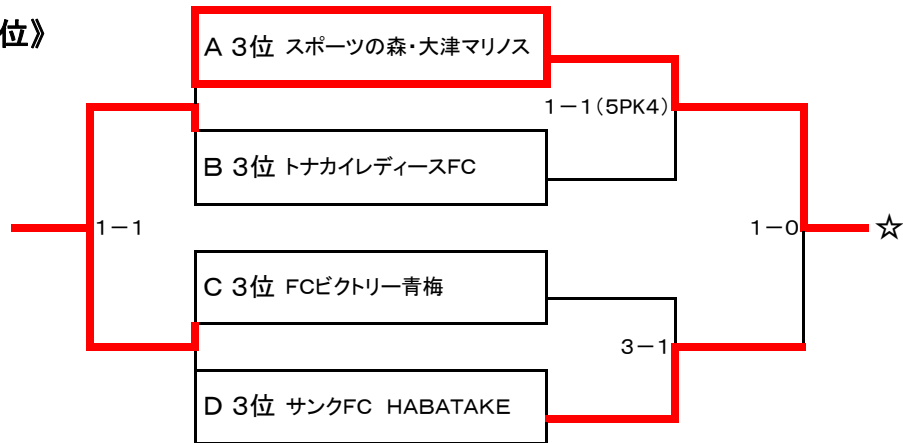 位》
A 3位 スポーツの森・大津マリノス
1-1(5PK4)
B 3位 トナカイレディースFC
1-1
1-0
☆
C 3位 FCビクトリー青梅
3-1
D 3位 サンクFC HABATAKE